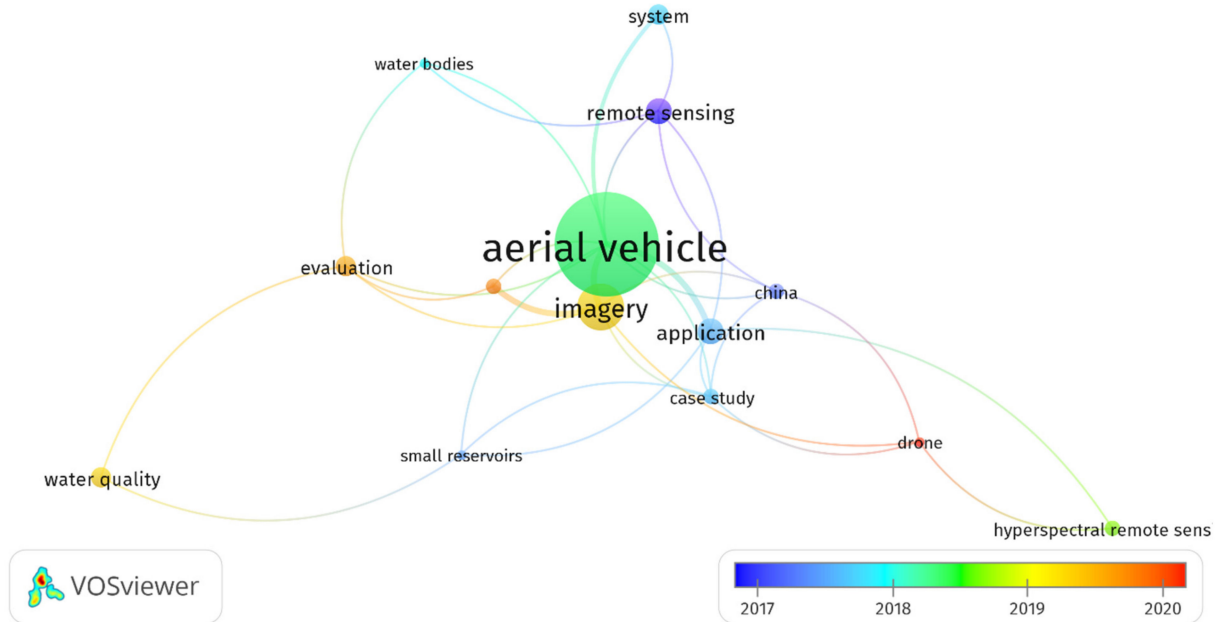 system
water bodies
remote sensing
aerial vehicle
evaluation
imagery
china
application
case study
drone
small reservoirs
water quality
hyperspectral remote sens
VOSviewer
2017 2018 2019 2020